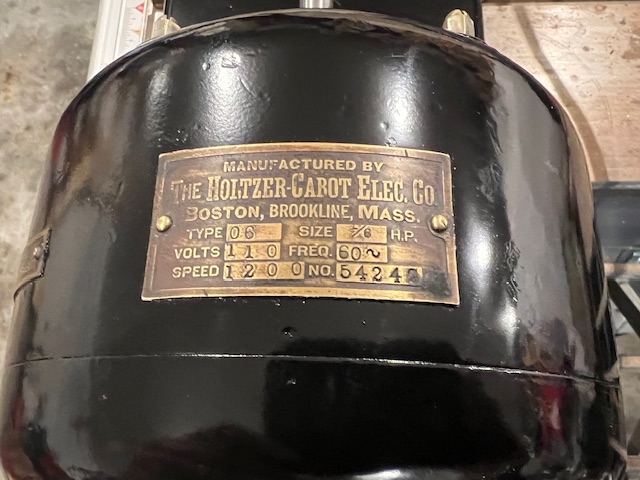 MANUFACTURED BY
THE HOLTZER-CABOT ELEC. CO.
BOSTON, BROOKLINE, MASS.
TYPE 06 SIZE H.P.
VOLTS 110 FREQ. 60~
SPEED 1200 NO.